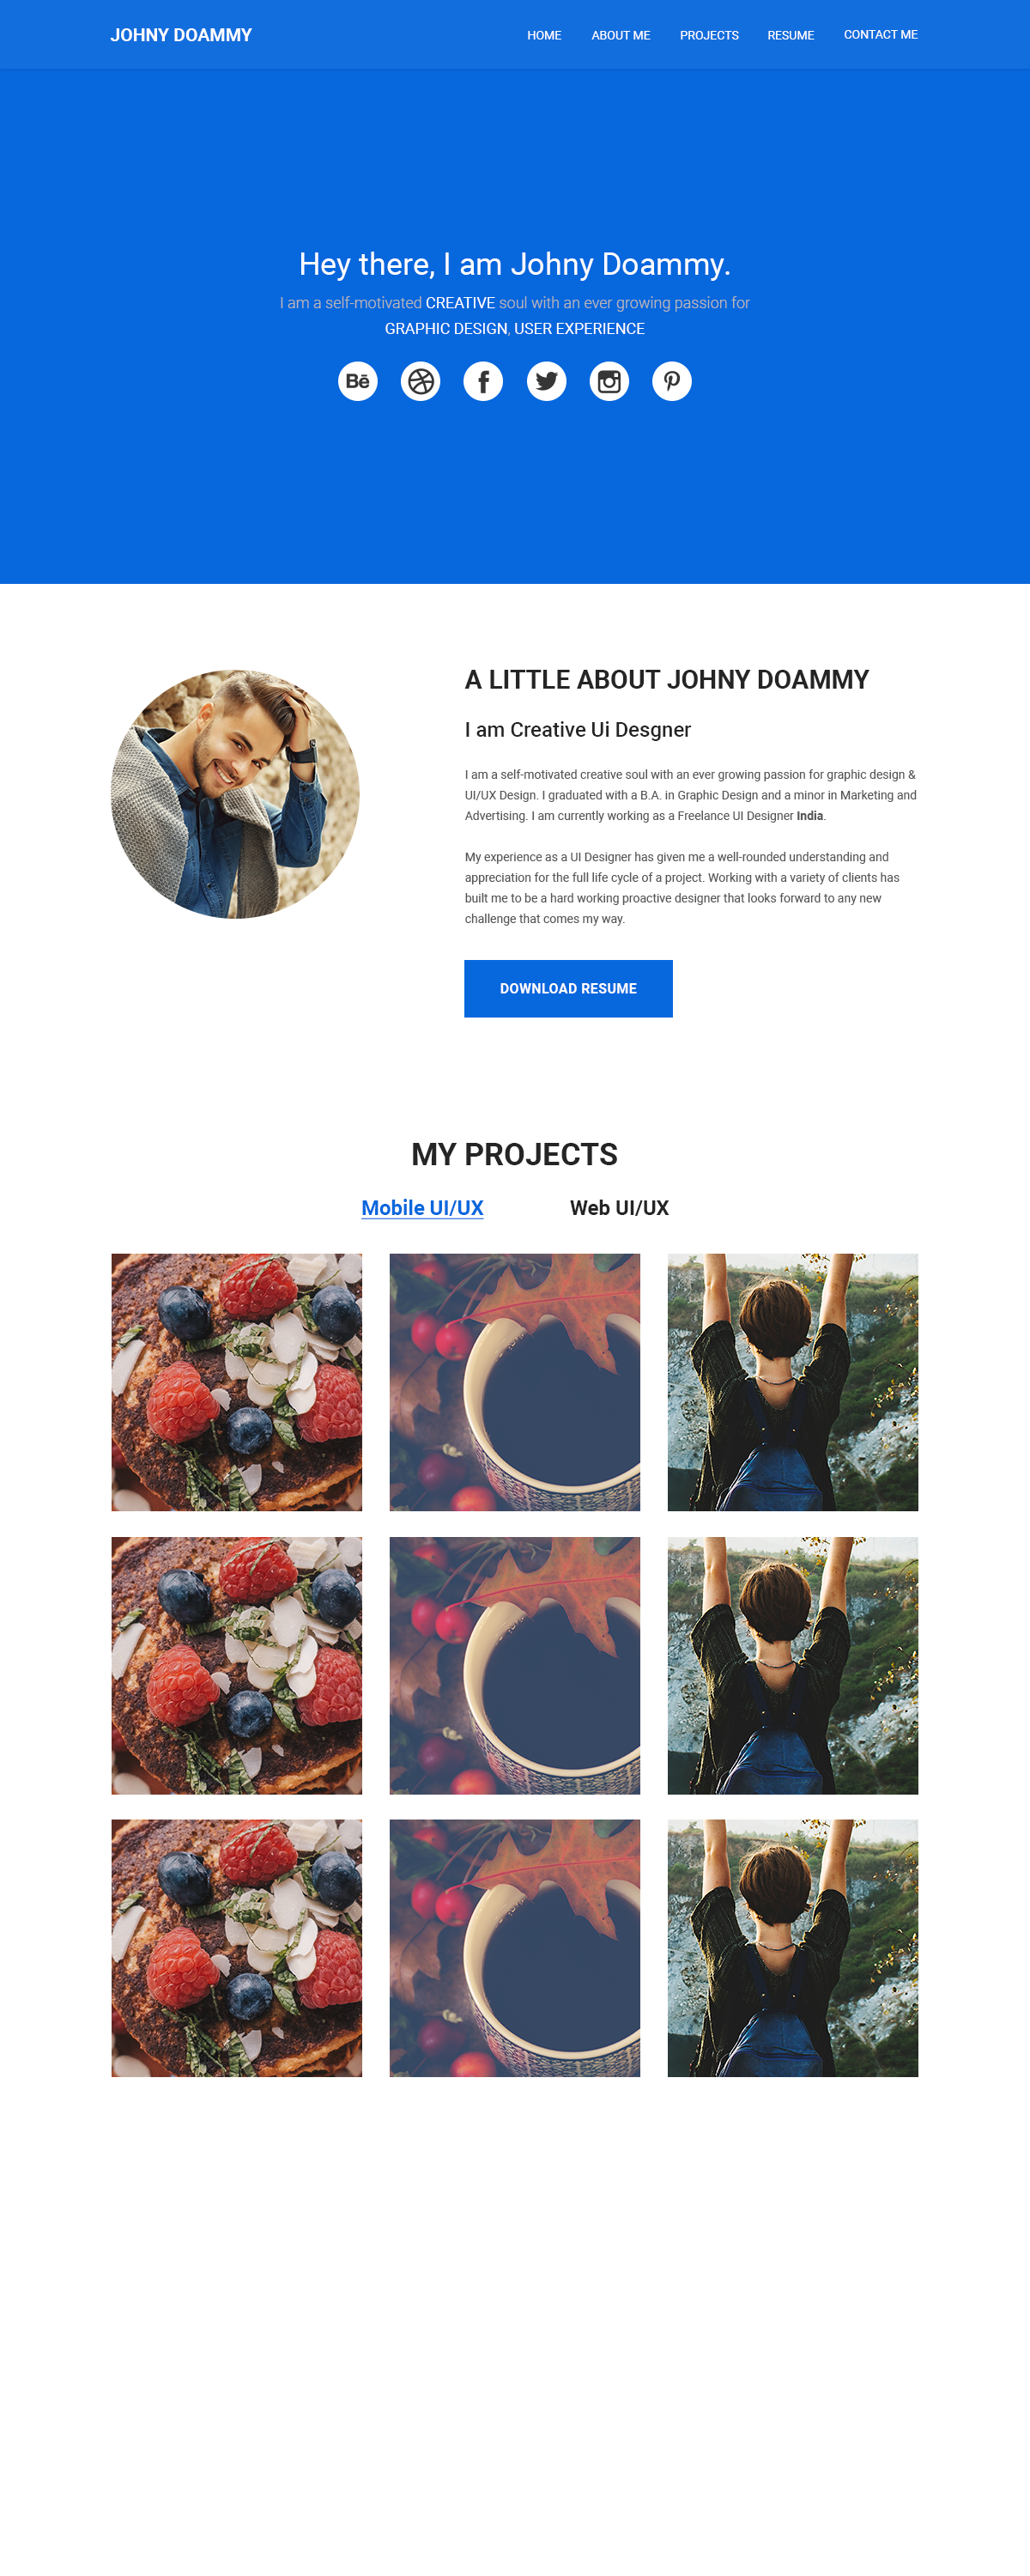 JOHNY DOAMMY
HOME ABOUT ME PROJECTS RESUME CONTACT ME
Hey there, I am Johny Doammy.
I am a self-motivated CREATIVE soul with an ever growing passion for
GRAPHIC DESIGN, USER EXPERIENCE
Bē
A LITTLE ABOUT JOHNY DOAMMY
I am Creative Ui Desgner
I am a self-motivated creative soul with an ever growing passion for graphic design &
UI/UX Design. I graduated with a B.A. in Graphic Design and a minor in Marketing and
Advertising. I am currently working as a Freelance UI Designer India.
My experience as a UI Designer has given me a well-rounded understanding and
appreciation for the full life cycle of a project. Working with a variety of clients has
built me to be a hard working proactive designer that looks forward to any new
challenge that comes my way.
DOWNLOAD RESUME
MY PROJECTS
Mobile UI/UX Web UI/UX